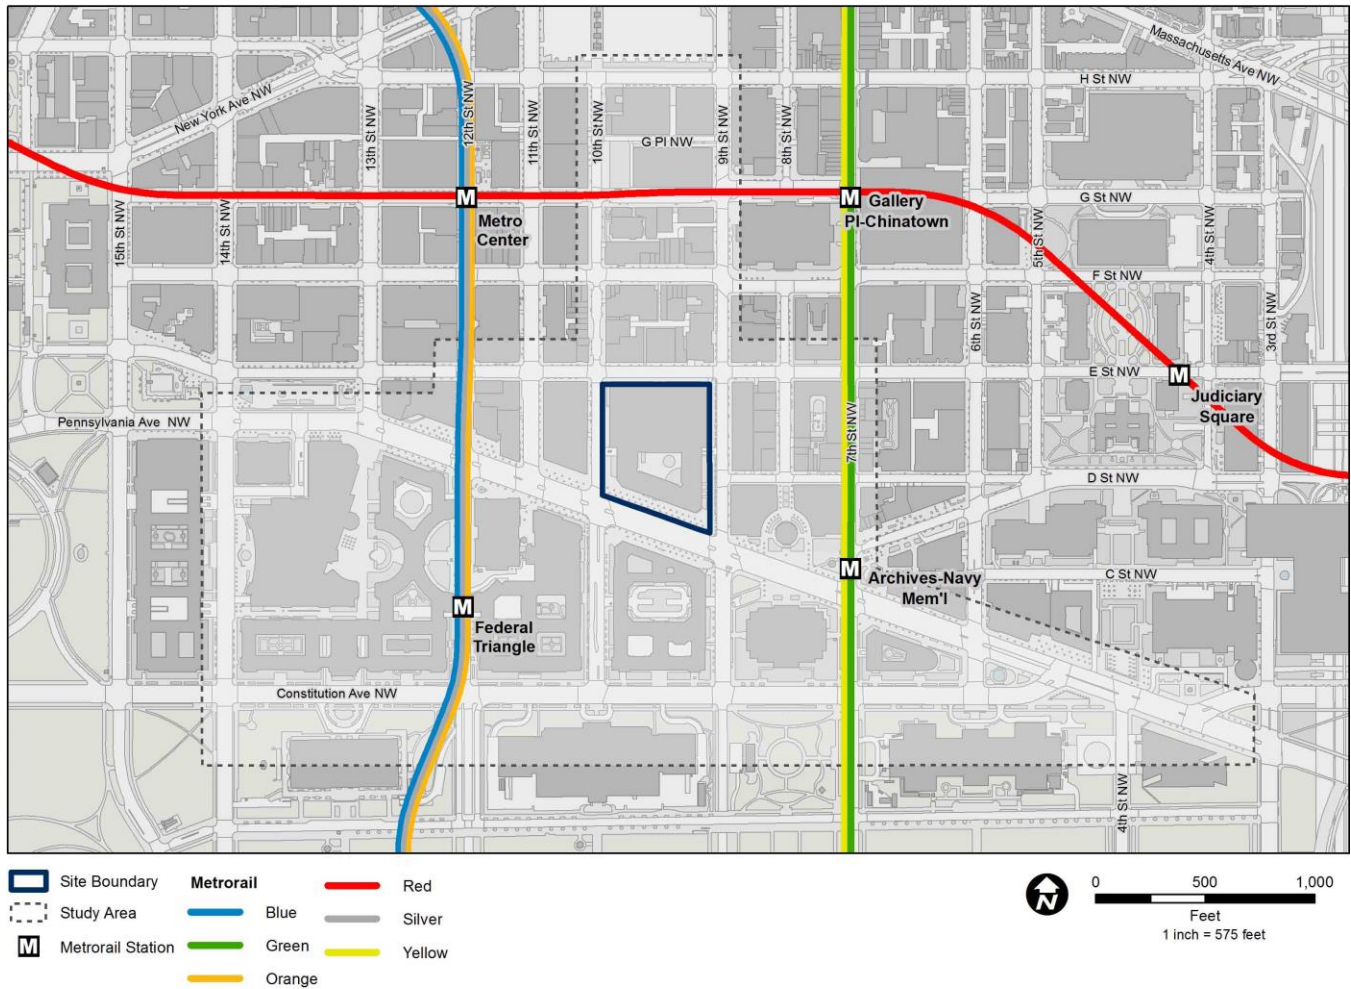 Massachusetts Ave NW
H St NW
New York Ave NW
13th St NW
12th St NW
11th St NW
10th St NW
G Pl NW
9th St NW
8th St NW
M
M
G St NW
Gallery
Pl-Chinatown
Metro
Center
15th St NW
14th St NW
5th St NW
4th St NW
F St NW
6th St NW
3rd St NW
E St NW
M
Judiciary
Square
Pennsylvania Ave NW
7th St NW
D St NW
M
Archives-Navy
Mem'l
C St NW
M
Federal
Triangle
Constitution Ave NW
4th St NW
Site Boundary
Study Area
M
Metrorail Station
Metrorail
Blue
Green
Orange
Red
Silver
Yellow
N
0 500 1,000
Feet
1 inch = 575 feet